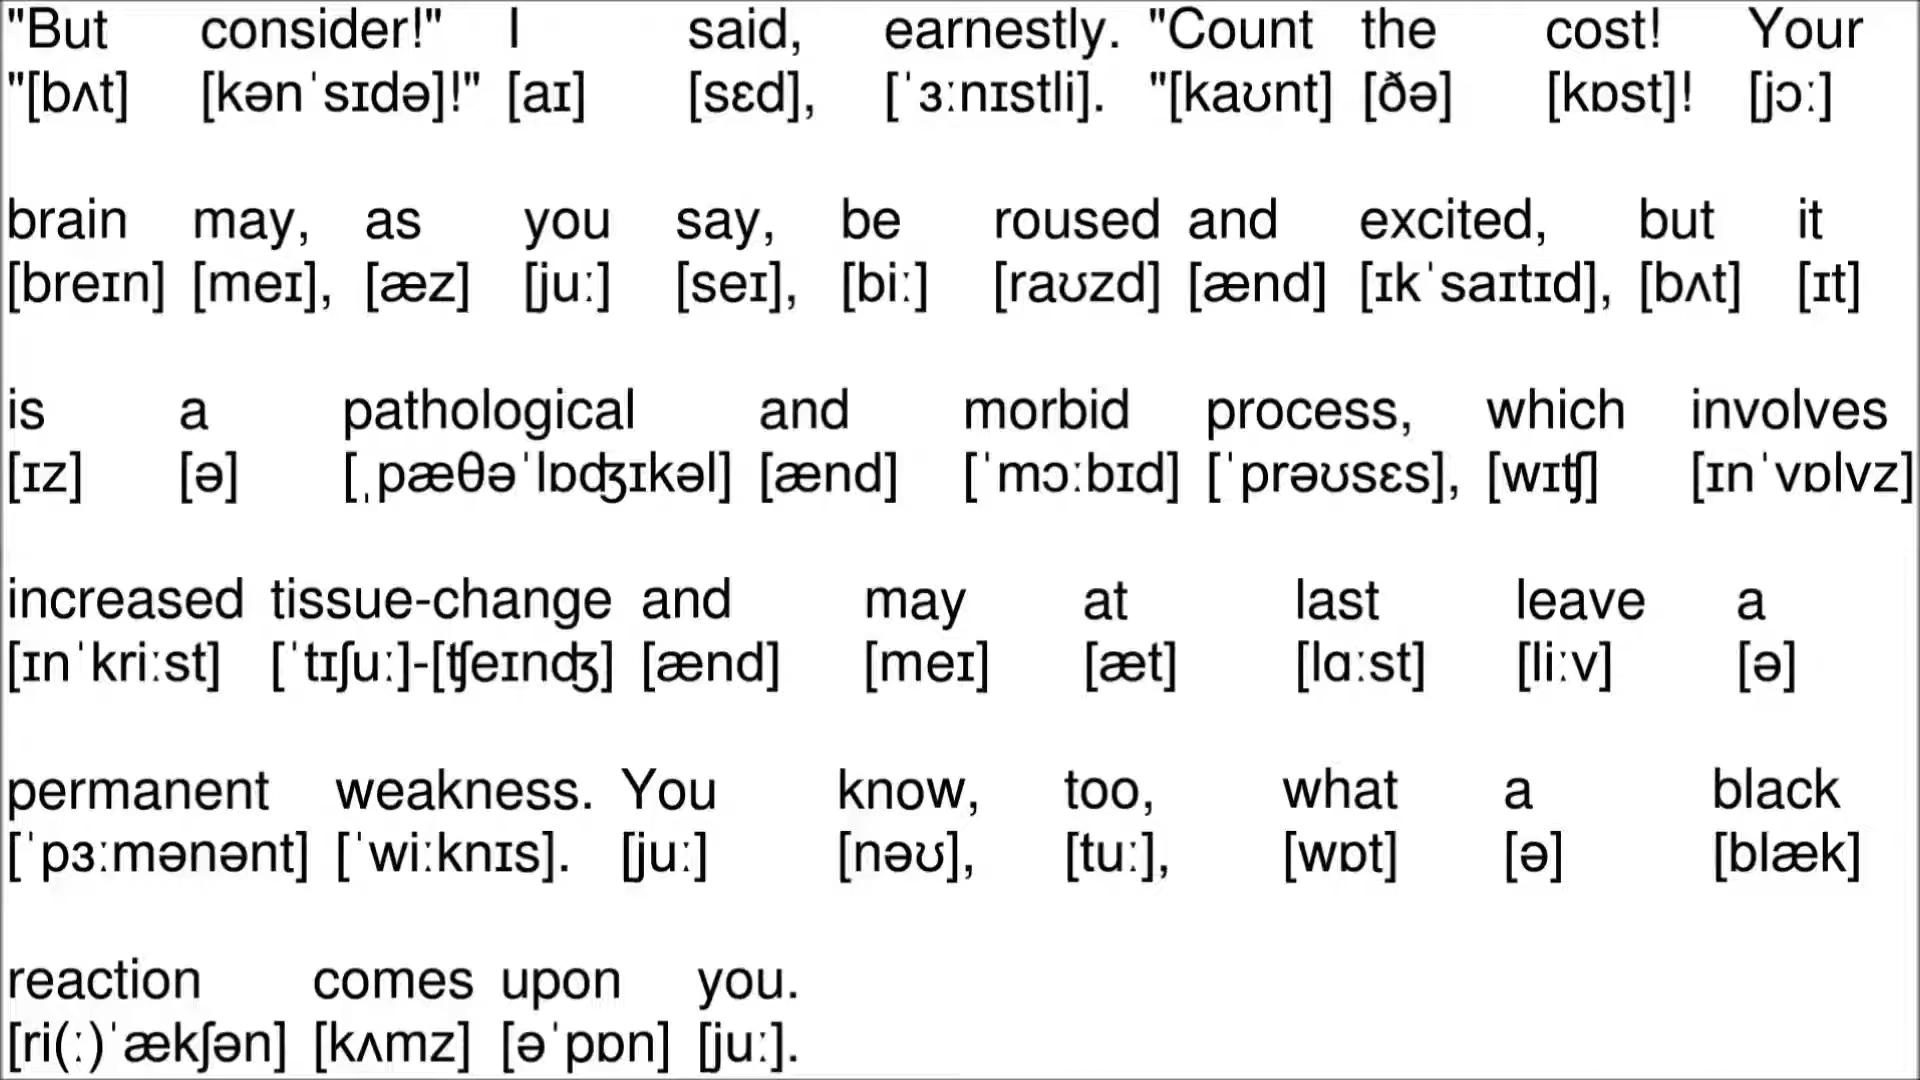 "But consider!" I said, earnestly. "Count the cost! Your
"[bʌt] [kənˈsɪdə]!" [aɪ] [sɛd], [ˈɜːnɪstli]. "[kaʊnt] [ðə] [kɒst]! [jɔː]
brain may, as you say, be roused and excited, but it
[breɪn] [meɪ], [æz] [juː] [seɪ], [biː] [raʊzd] [ænd] [ɪkˈsaɪtɪd], [bʌt] [ɪt]
is a pathological and morbid process, which involves
[ɪz] [ə] [ˌpæθəˈlɒʤɪkəl] [ænd] [ˈmɔːbɪd] [ˈprəʊsɛs], [wɪʧ] [ɪnˈvɒlvz]
increased tissue-change and may at last leave a
[ɪnˈkriːst] [ˈtɪʃuː]-[ʧeɪnʤ] [ænd] [meɪ] [æt] [lɑːst] [liːv] [ə]
permanent weakness. You know, too, what a black
[ˈpɜːmənənt] [ˈwiːknɪs]. [juː] [nəʊ], [tuː], [wɒt] [ə] [blæk]
reaction comes upon you.
[ri(ː)ˈækʃən] [kʌmz] [əˈpɒn] [juː].